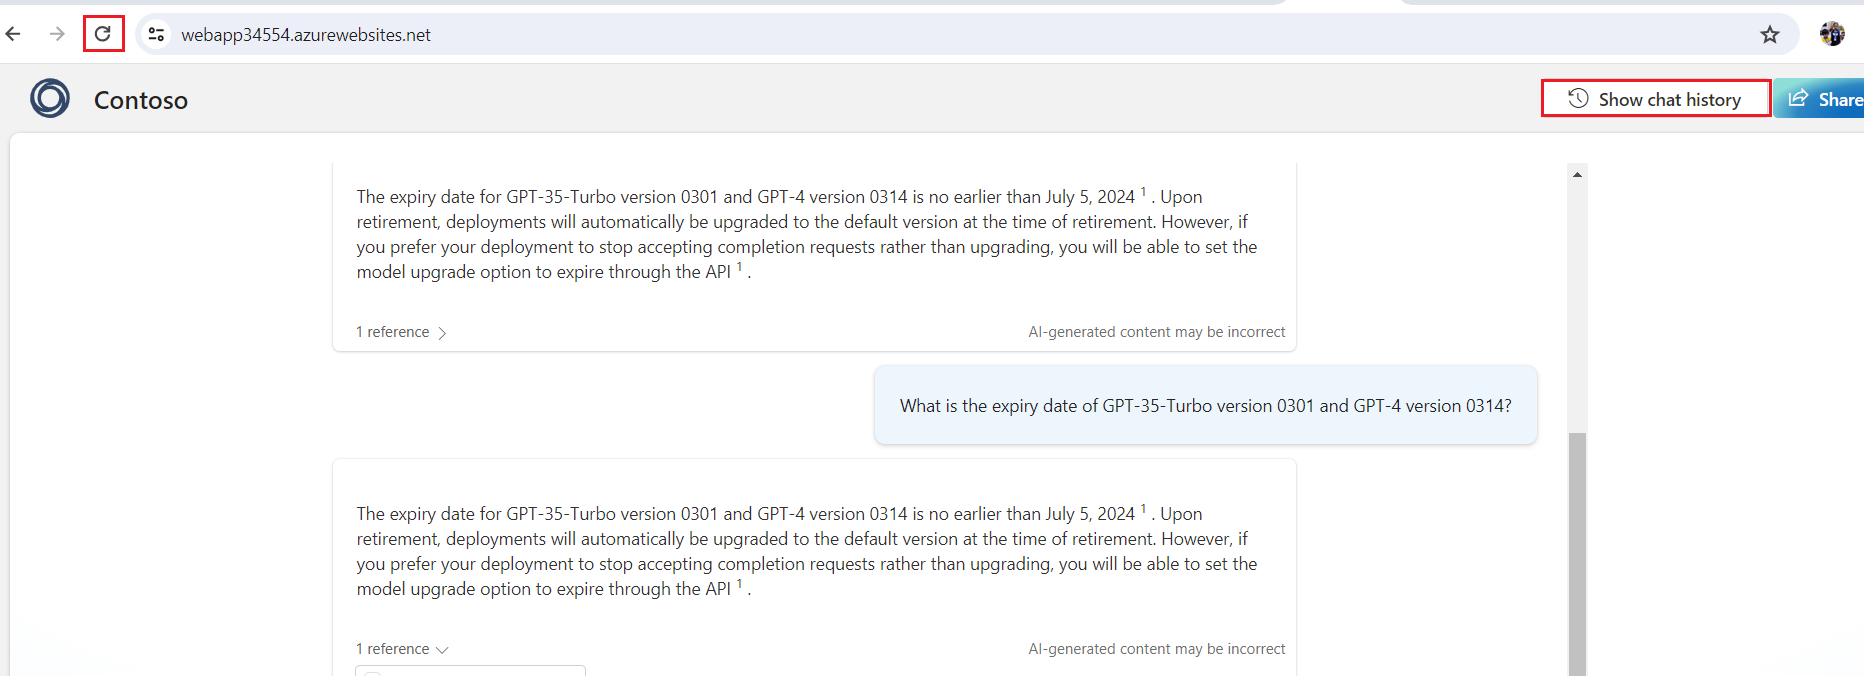 webapp34554.azurewebsites.net
Contoso
Show chat history
Share
The expiry date for GPT-35-Turbo version 0301 and GPT-4 version 0314 is no earlier than July 5, 2024 1 . Upon
retirement, deployments will automatically be upgraded to the default version at the time of retirement. However, if
you prefer your deployment to stop accepting completion requests rather than upgrading, you will be able to set the
model upgrade option to expire through the API 1 .
1 reference
AI-generated content may be incorrect
What is the expiry date of GPT-35-Turbo version 0301 and GPT-4 version 0314?
The expiry date for GPT-35-Turbo version 0301 and GPT-4 version 0314 is no earlier than July 5, 2024 1 . Upon
retirement, deployments will automatically be upgraded to the default version at the time of retirement. However, if
you prefer your deployment to stop accepting completion requests rather than upgrading, you will be able to set the
model upgrade option to expire through the API 1 .
1 reference
AI-generated content may be incorrect